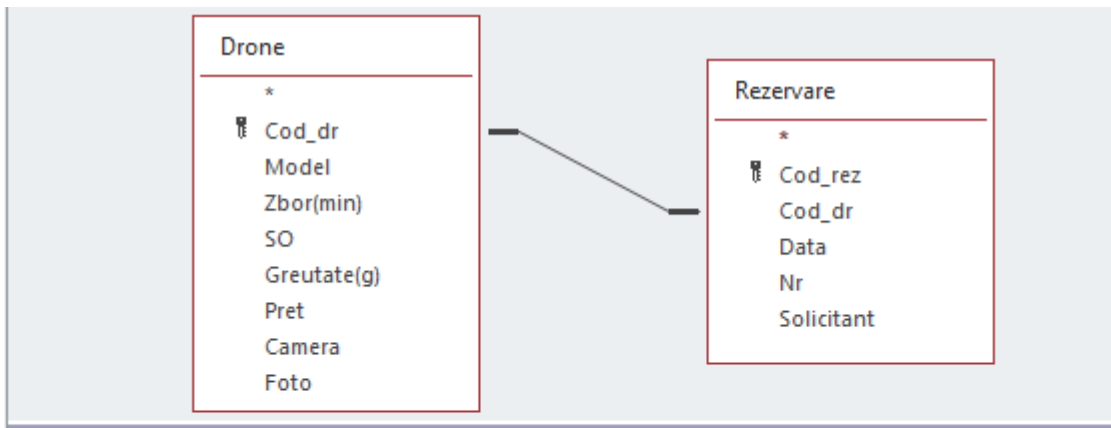 Drone
*
Cod_dr
Model
Zbor(min)
SO
Greutate(g)
Pret
Camera
Foto
Rezervare
*
Cod_rez
Cod_dr
Data
Nr
Solicitant